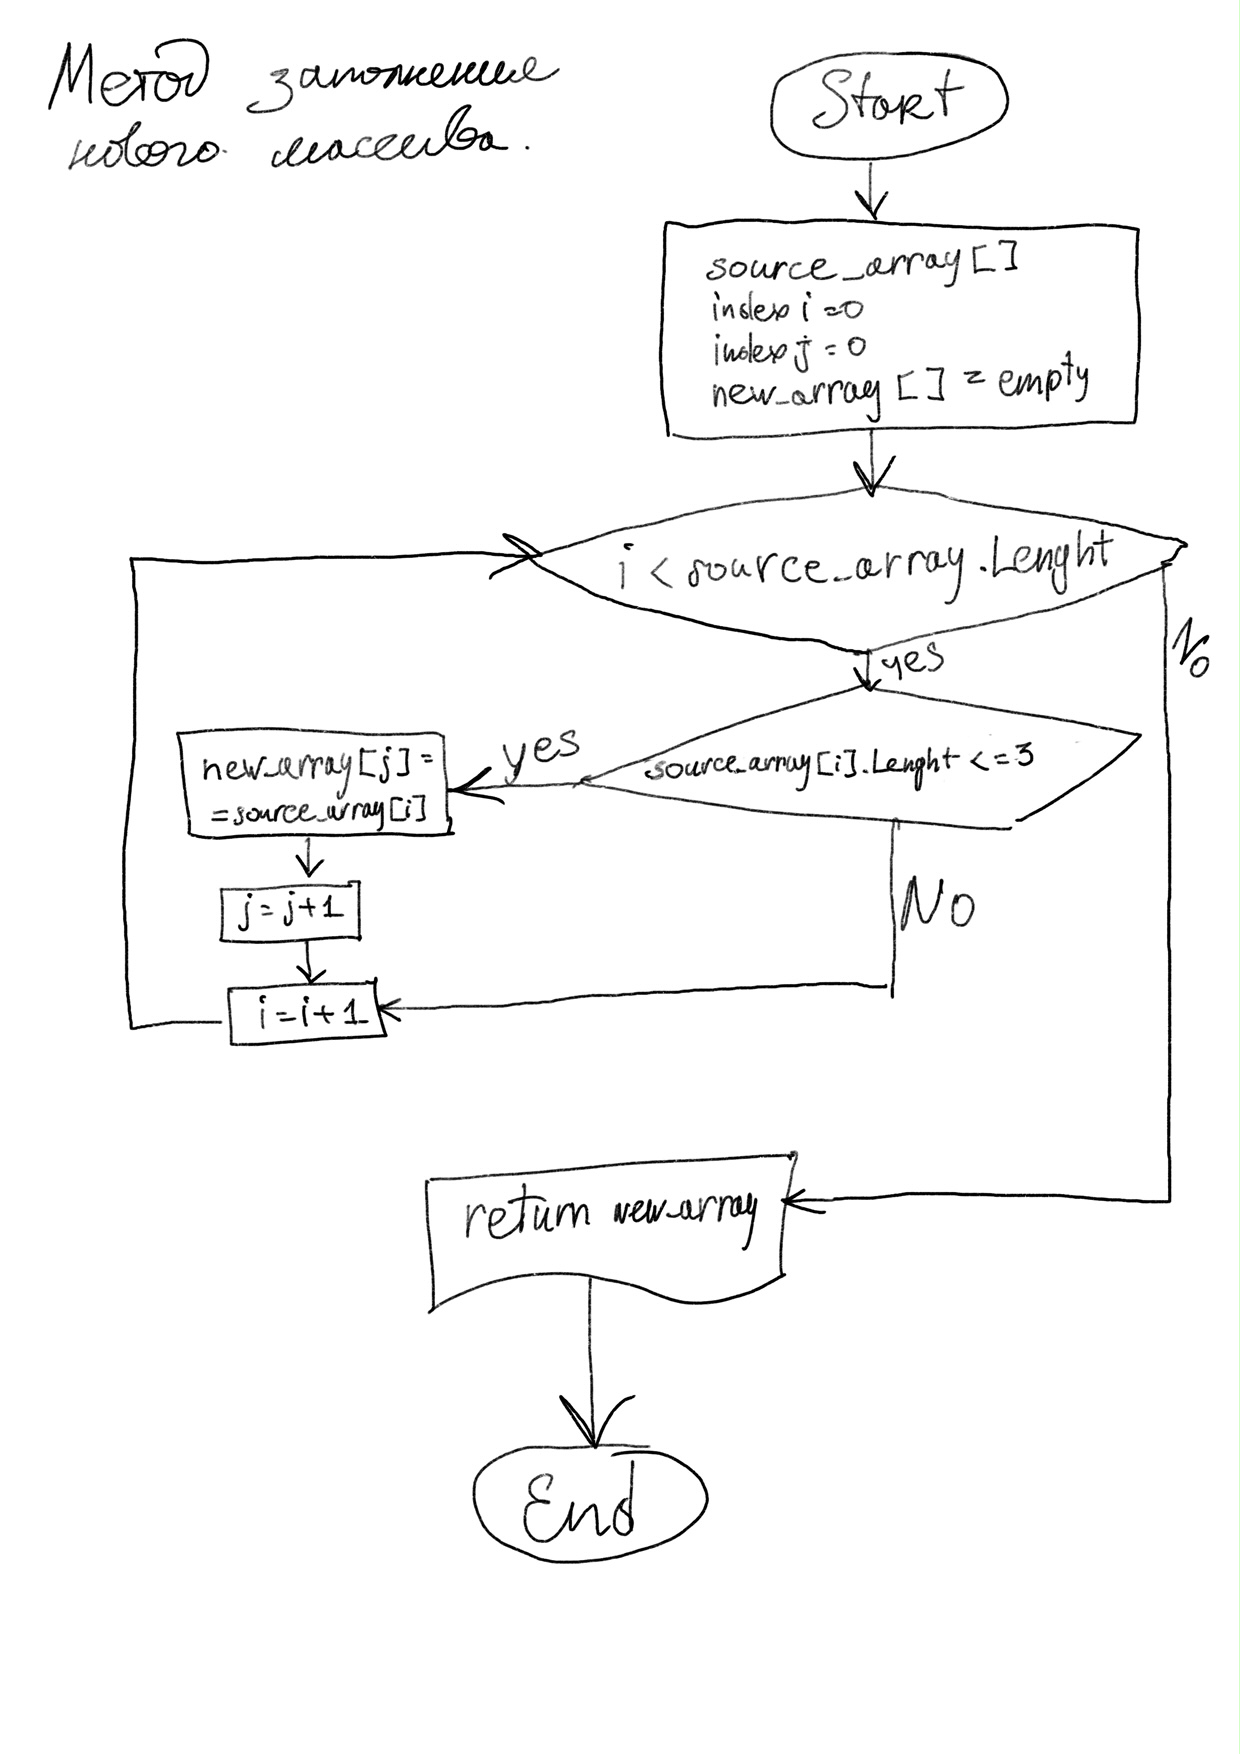 Метод заполнение
нового массива.
Start
source_array[]
index i=0
index j=0
new_array[] = empty
i < source_array.Lenght
yes
No
source_array[i].Lenght <=3
yes
new_array[j]=
=source_array[i]
j=j+1
No
i=i+1
return new_array
End